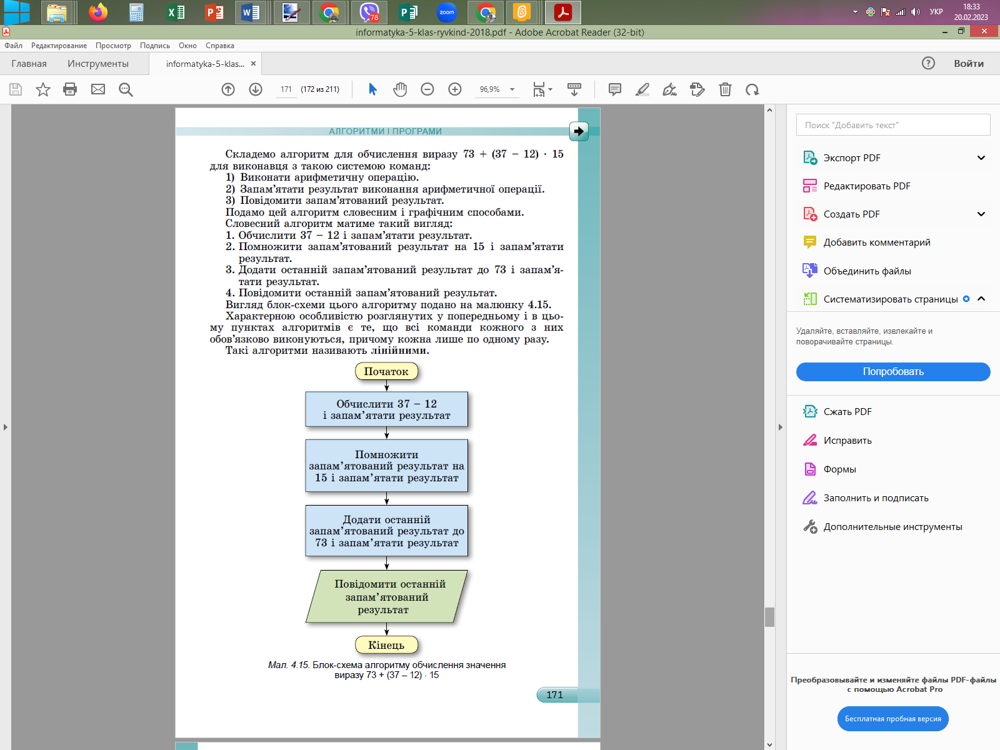 78
zoom
УКР
18:33
20.02.2023
informatyka-5-klas-ryvkind-2018.pdf - Adobe Acrobat Reader (32-bit)
Файл Редактирование Просмотр Подпись Окно Справка
Главная Инструменты informatyka-5-klas... × Войти
171 (172 из 211) 96,9%
АЛГОРИТМИ І ПРОГРАМИ
Складемо алгоритм для обчислення виразу 73 + (37 − 12) · 15
для виконавця з такою системою команд:
1) Виконати арифметичну операцію.
2) Запам’ятати результат виконання арифметичної операції.
3) Повідомити запам’ятований результат.
Подамо цей алгоритм словесним і графічним способами.
Словесний алгоритм матиме такий вигляд:
1. Обчислити 37 − 12 і запам’ятати результат.
2. Помножити запам’ятований результат на 15 і запам’ятати
результат.
3. Додати останній запам’ятований результат до 73 і запам’я-
тати результат.
4. Повідомити останній запам’ятований результат.
Вигляд блок-схеми цього алгоритму подано на малюнку 4.15.
Характерною особливістю розглянутих у попередньому і в цьо-
му пунктах алгоритмів є те, що всі команди кожного з них
обов’язково виконуються, причому кожна лише по одному разу.
Такі алгоритми називають лінійними.
Початок
Обчислити 37 − 12
і запам’ятати результат
Помножити
запам’ятований результат на
15 і запам’ятати результат
Додати останній
запам’ятований результат до
73 і запам’ятати результат
Повідомити останній
запам’ятований
результат
Кінець
Мал. 4.15. Блок-схема алгоритму обчислення значення
виразу 73 + (37 – 12) · 15
171
Поиск "Добавить текст"
Экспорт PDF
Редактировать PDF
Создать PDF
Добавить комментарий
Объединить файлы
Систематизировать страницы
Удаляйте, вставляйте, извлекайте и
поворачивайте страницы.
Попробовать
Сжать PDF
Исправить
Формы
Заполнить и подписать
Дополнительные инструменты
Преобразовывайте и изменяйте файлы PDF-файлы
с помощью Acrobat Pro
Бесплатная пробная версия